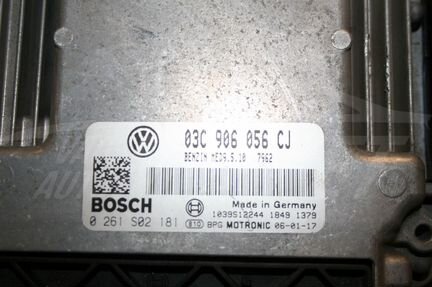 03C 906 056 CJ
BENZIN MED9.5.10 7962
BOSCH
Made in Germany
1039S12244 1849 1379
0 261 S02 181
BPG MOTRONIC 06-01-17